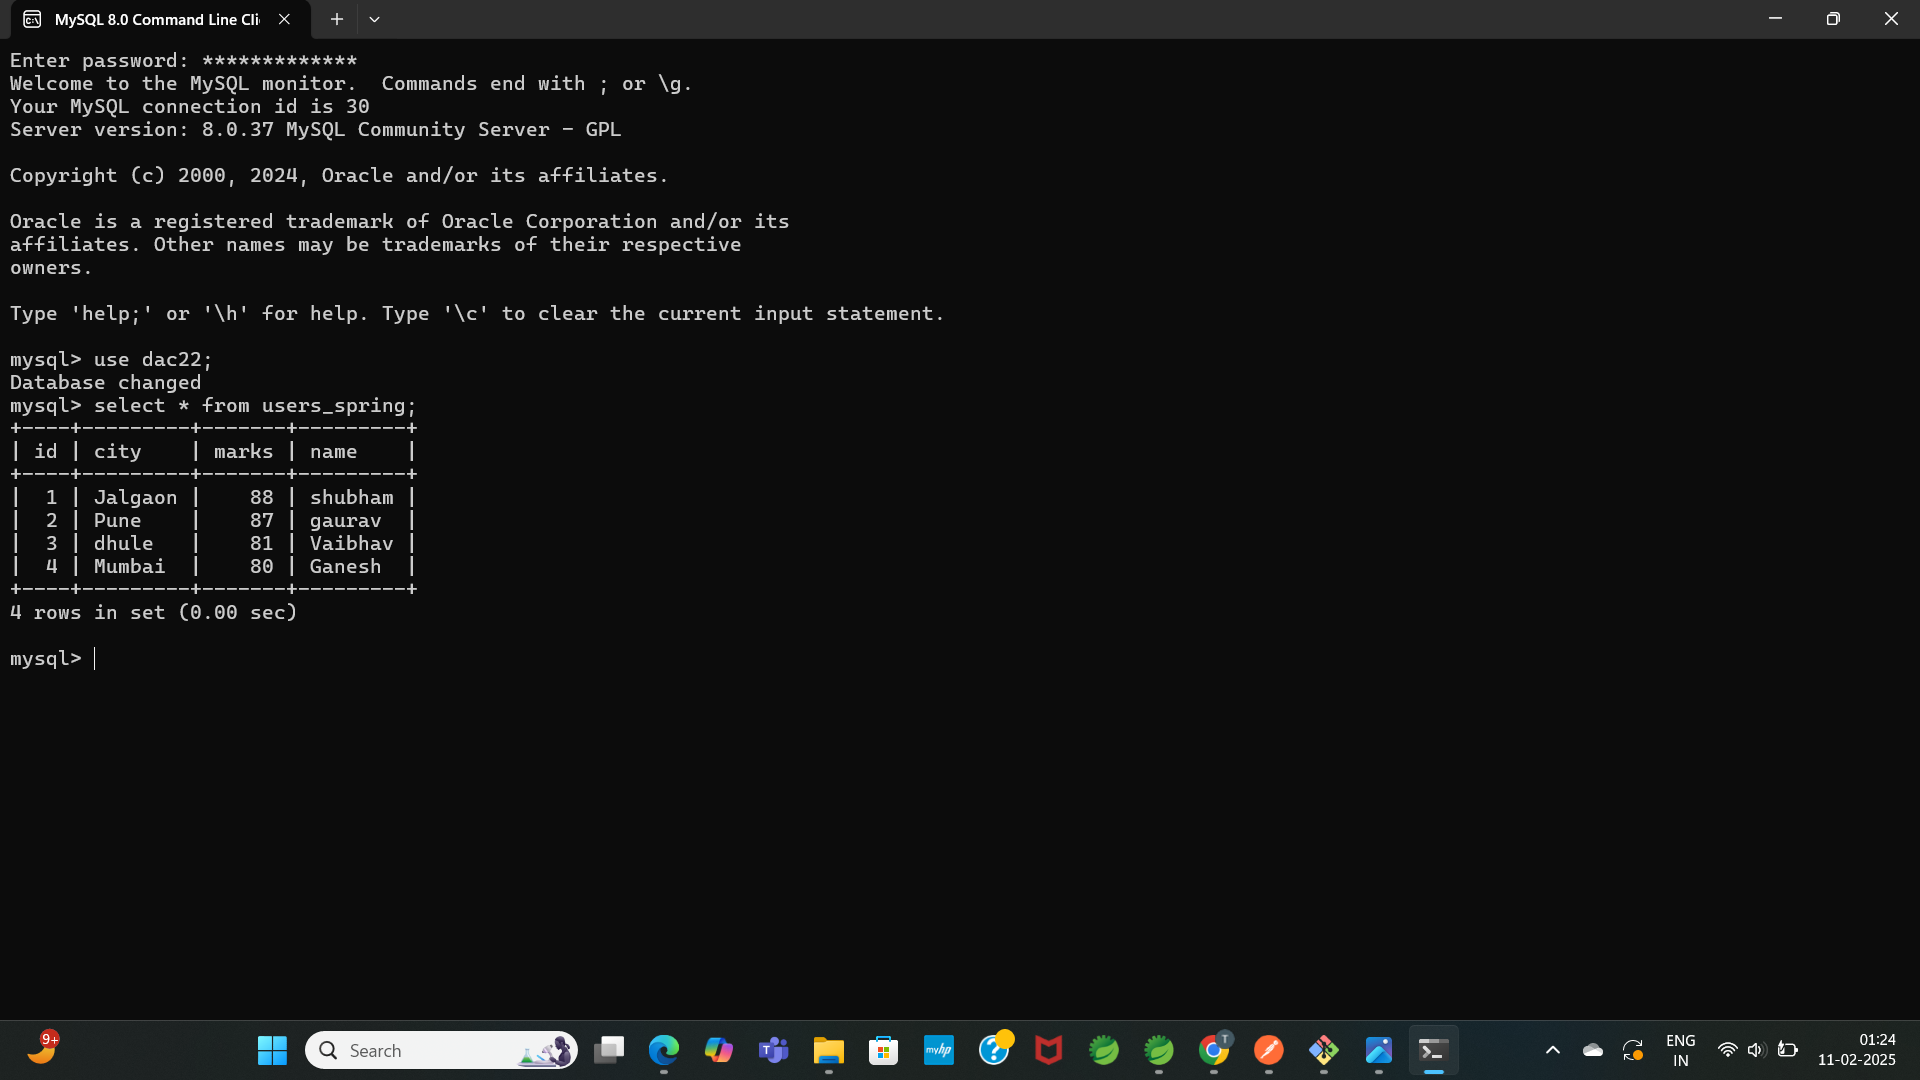 MySQL 8.0 Command Line Cli
Enter password: *************
Welcome to the MySQL monitor.  Commands end with ; or \g.
Your MySQL connection id is 30
Server version: 8.0.37 MySQL Community Server - GPL
Copyright (c) 2000, 2024, Oracle and/or its affiliates.
Oracle is a registered trademark of Oracle Corporation and/or its
affiliates. Other names may be trademarks of their respective
owners.
Type 'help;' or '\h' for help. Type '\c' to clear the current input statement.
mysql> use dac22;
Database changed
mysql> select * from users_spring;
+----+---------+-------+---------+
| id | city    | marks | name    |
+----+---------+-------+---------+
|  1 | Jalgaon |    88 | shubham |
|  2 | Pune    |    87 | gaurav  |
|  3 | dhule   |    81 | Vaibhav |
|  4 | Mumbai  |    80 | Ganesh  |
+----+---------+-------+---------+
4 rows in set (0.00 sec)
mysql>
9+
Search
T
myhp
?
T
ENG
IN
01:24
11-02-2025